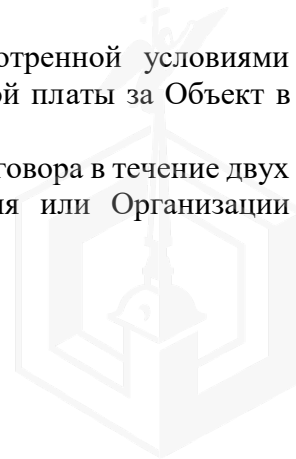 отренной условиями
ой платы за Объект в
говора в течение двух
ия или Организации